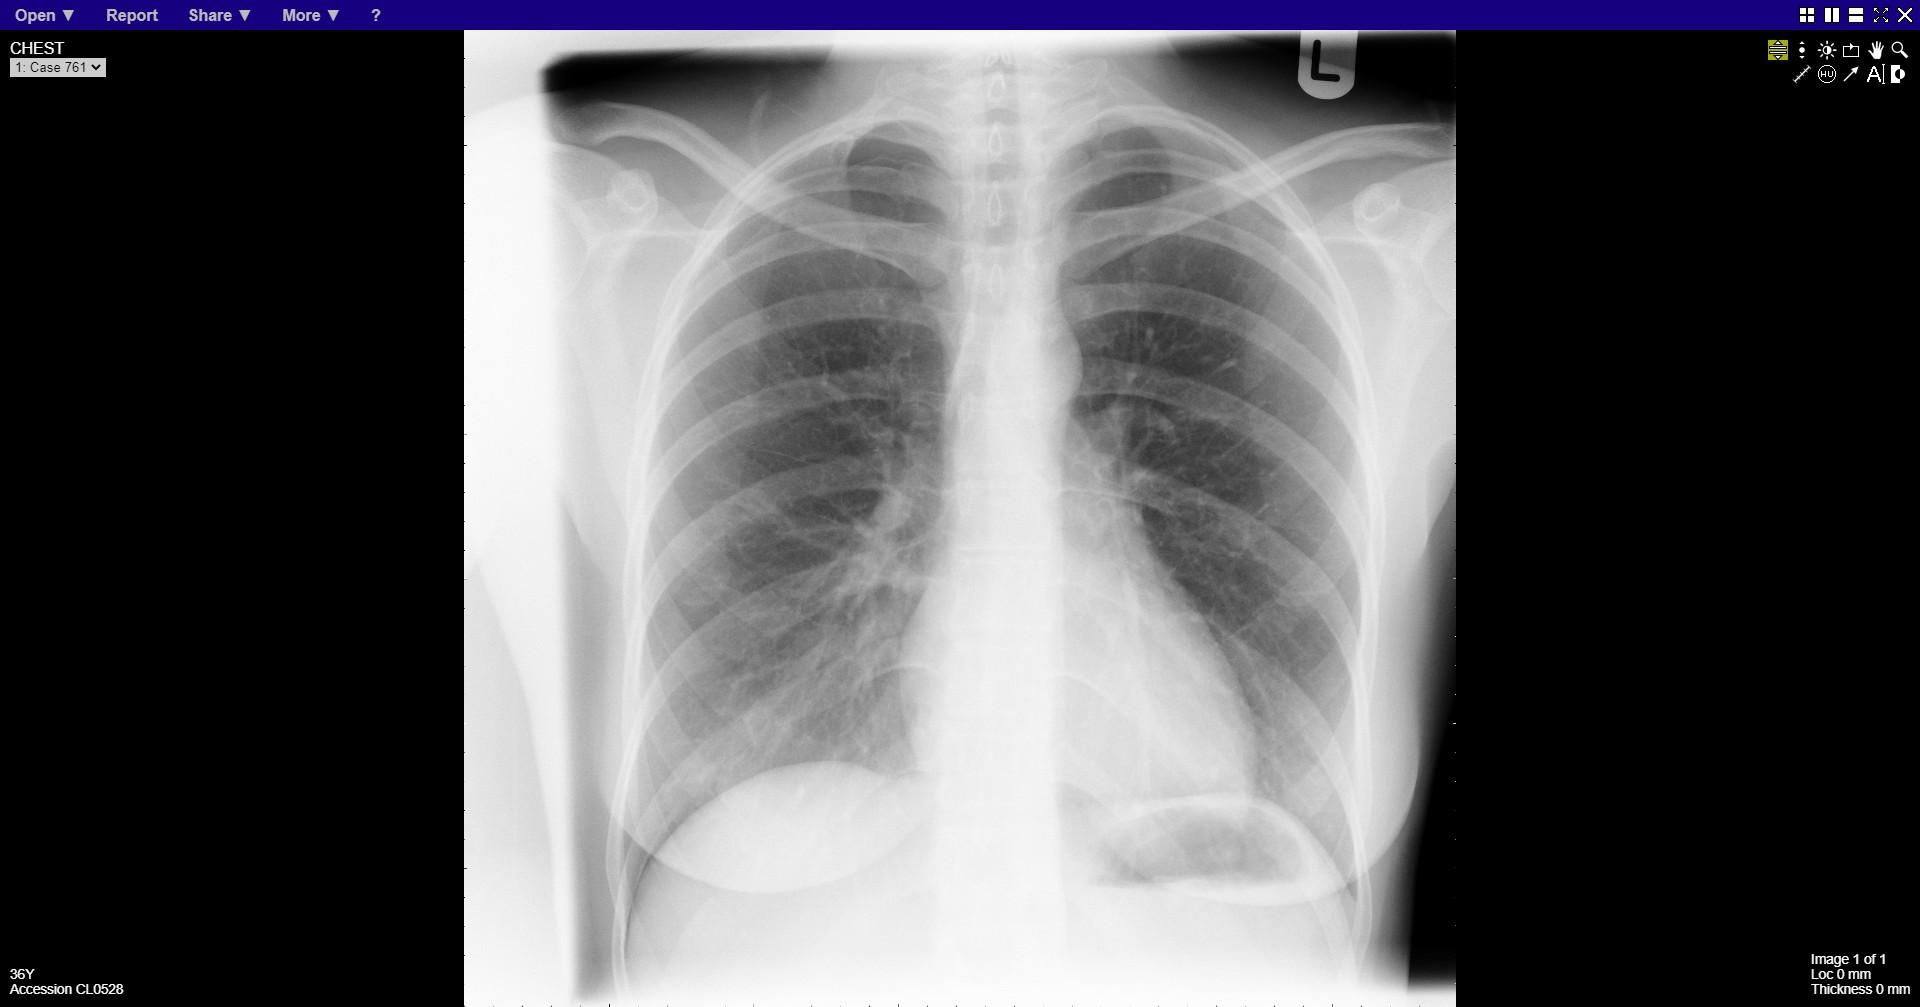 Open ▼ Report Share ▼ More ▼ ?
CHEST
1: Case 761
L
HU
A
36Y
Accession CL0528
Image 1 of 1
Loc 0 mm
Thickness 0 mm